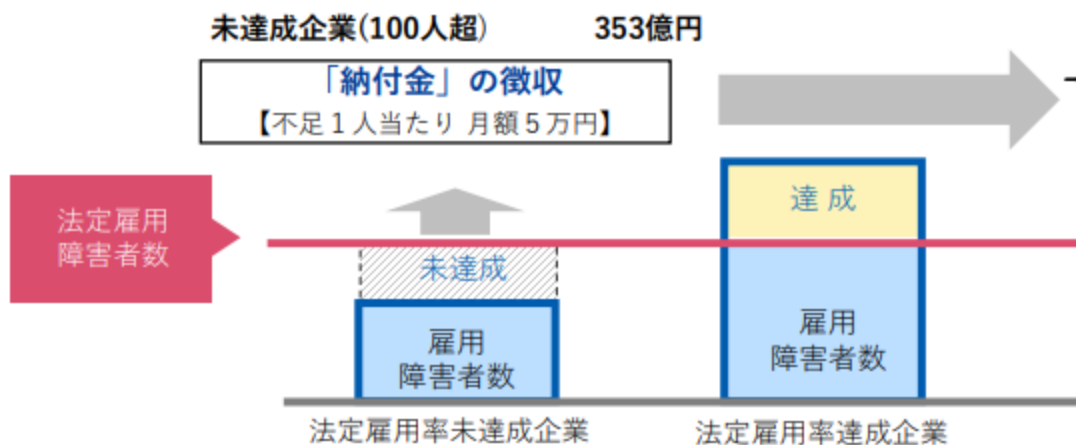 未達成企業(100人超) 353億円
「納付金」の徴収
【不足1人当たり 月額5万円】
法定雇用
障害者数
達 成
未達成
雇用
障害者数
雇用
障害者数
法定雇用率未達成企業 法定雇用率達成企業